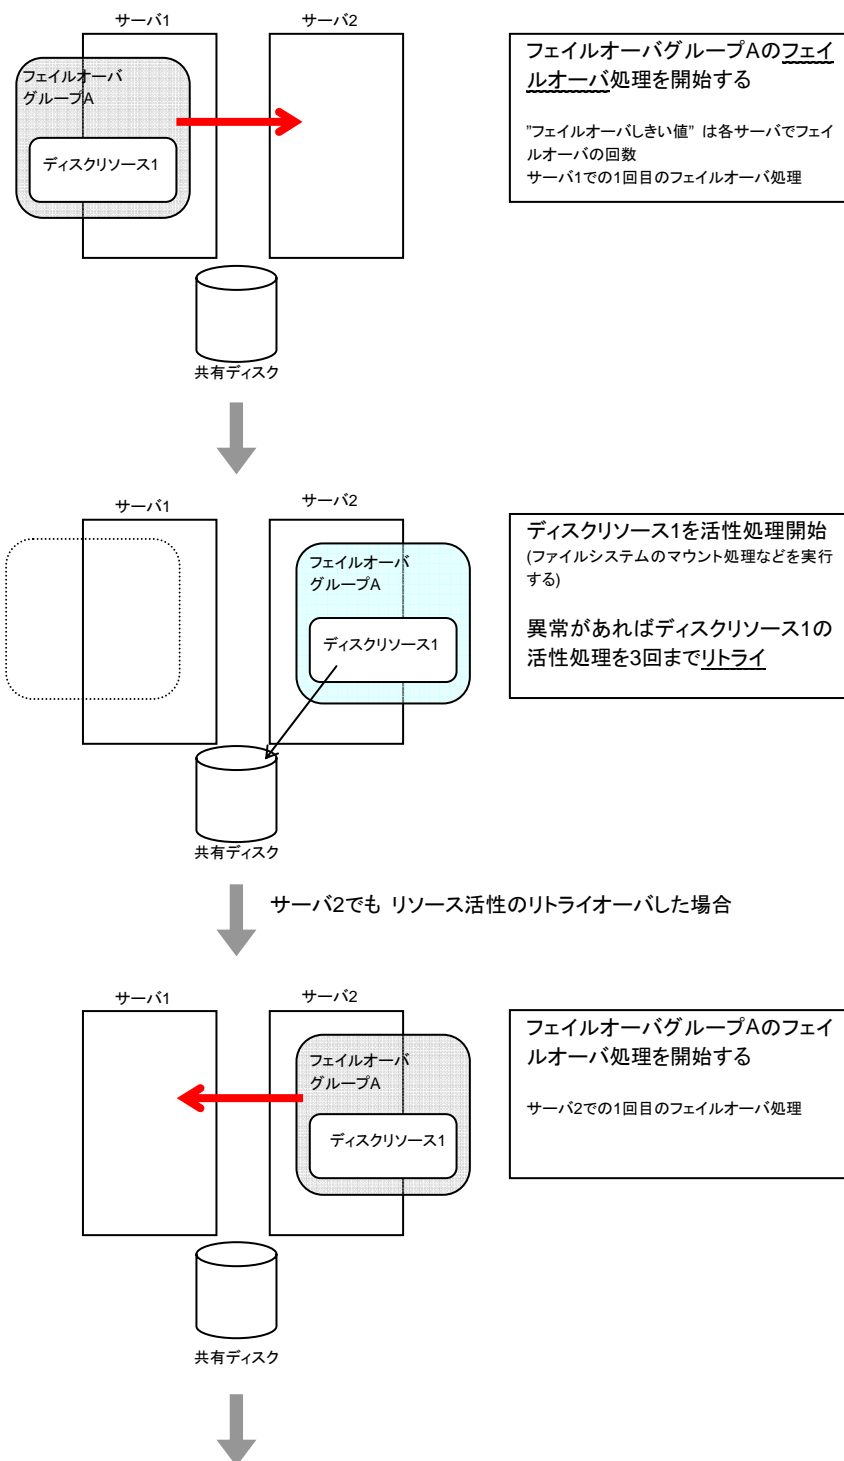 サーバ1
サーバ2
フェイルオーバ
グループA
ディスクリソース1
共有ディスク
フェイルオーバグループAのフェイ
ルオーバ処理を開始する
”フェイルオーバしきい値” は各サーバでフェイ
ルオーバの回数
サーバ1での1回目のフェイルオーバ処理
サーバ1
サーバ2
フェイルオーバ
グループA
ディスクリソース1
共有ディスク
ディスクリソース1を活性処理開始
(ファイルシステムのマウント処理などを実行
する)
異常があればディスクリソース1の
活性処理を3回までリトライ
サーバ2でも リソース活性のリトライオーバした場合
サーバ1
サーバ2
フェイルオーバ
グループA
ディスクリソース1
共有ディスク
フェイルオーバグループAのフェイ
ルオーバ処理を開始する
サーバ2での1回目のフェイルオーバ処理